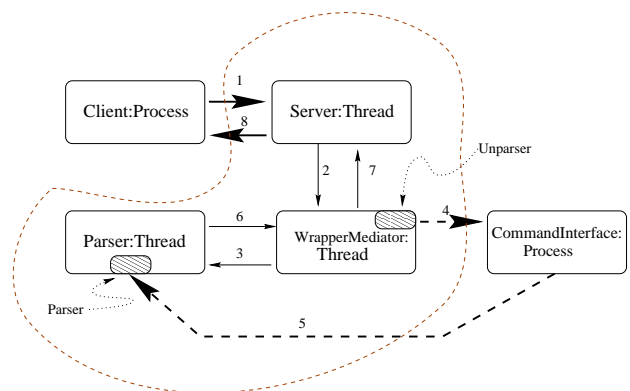 1
Client:Process
Server:Thread
8
2
7
Unparser
Parser:Thread
6
WrapperMediator:
Thread
4
CommandInterface:
Process
3
Parser
5